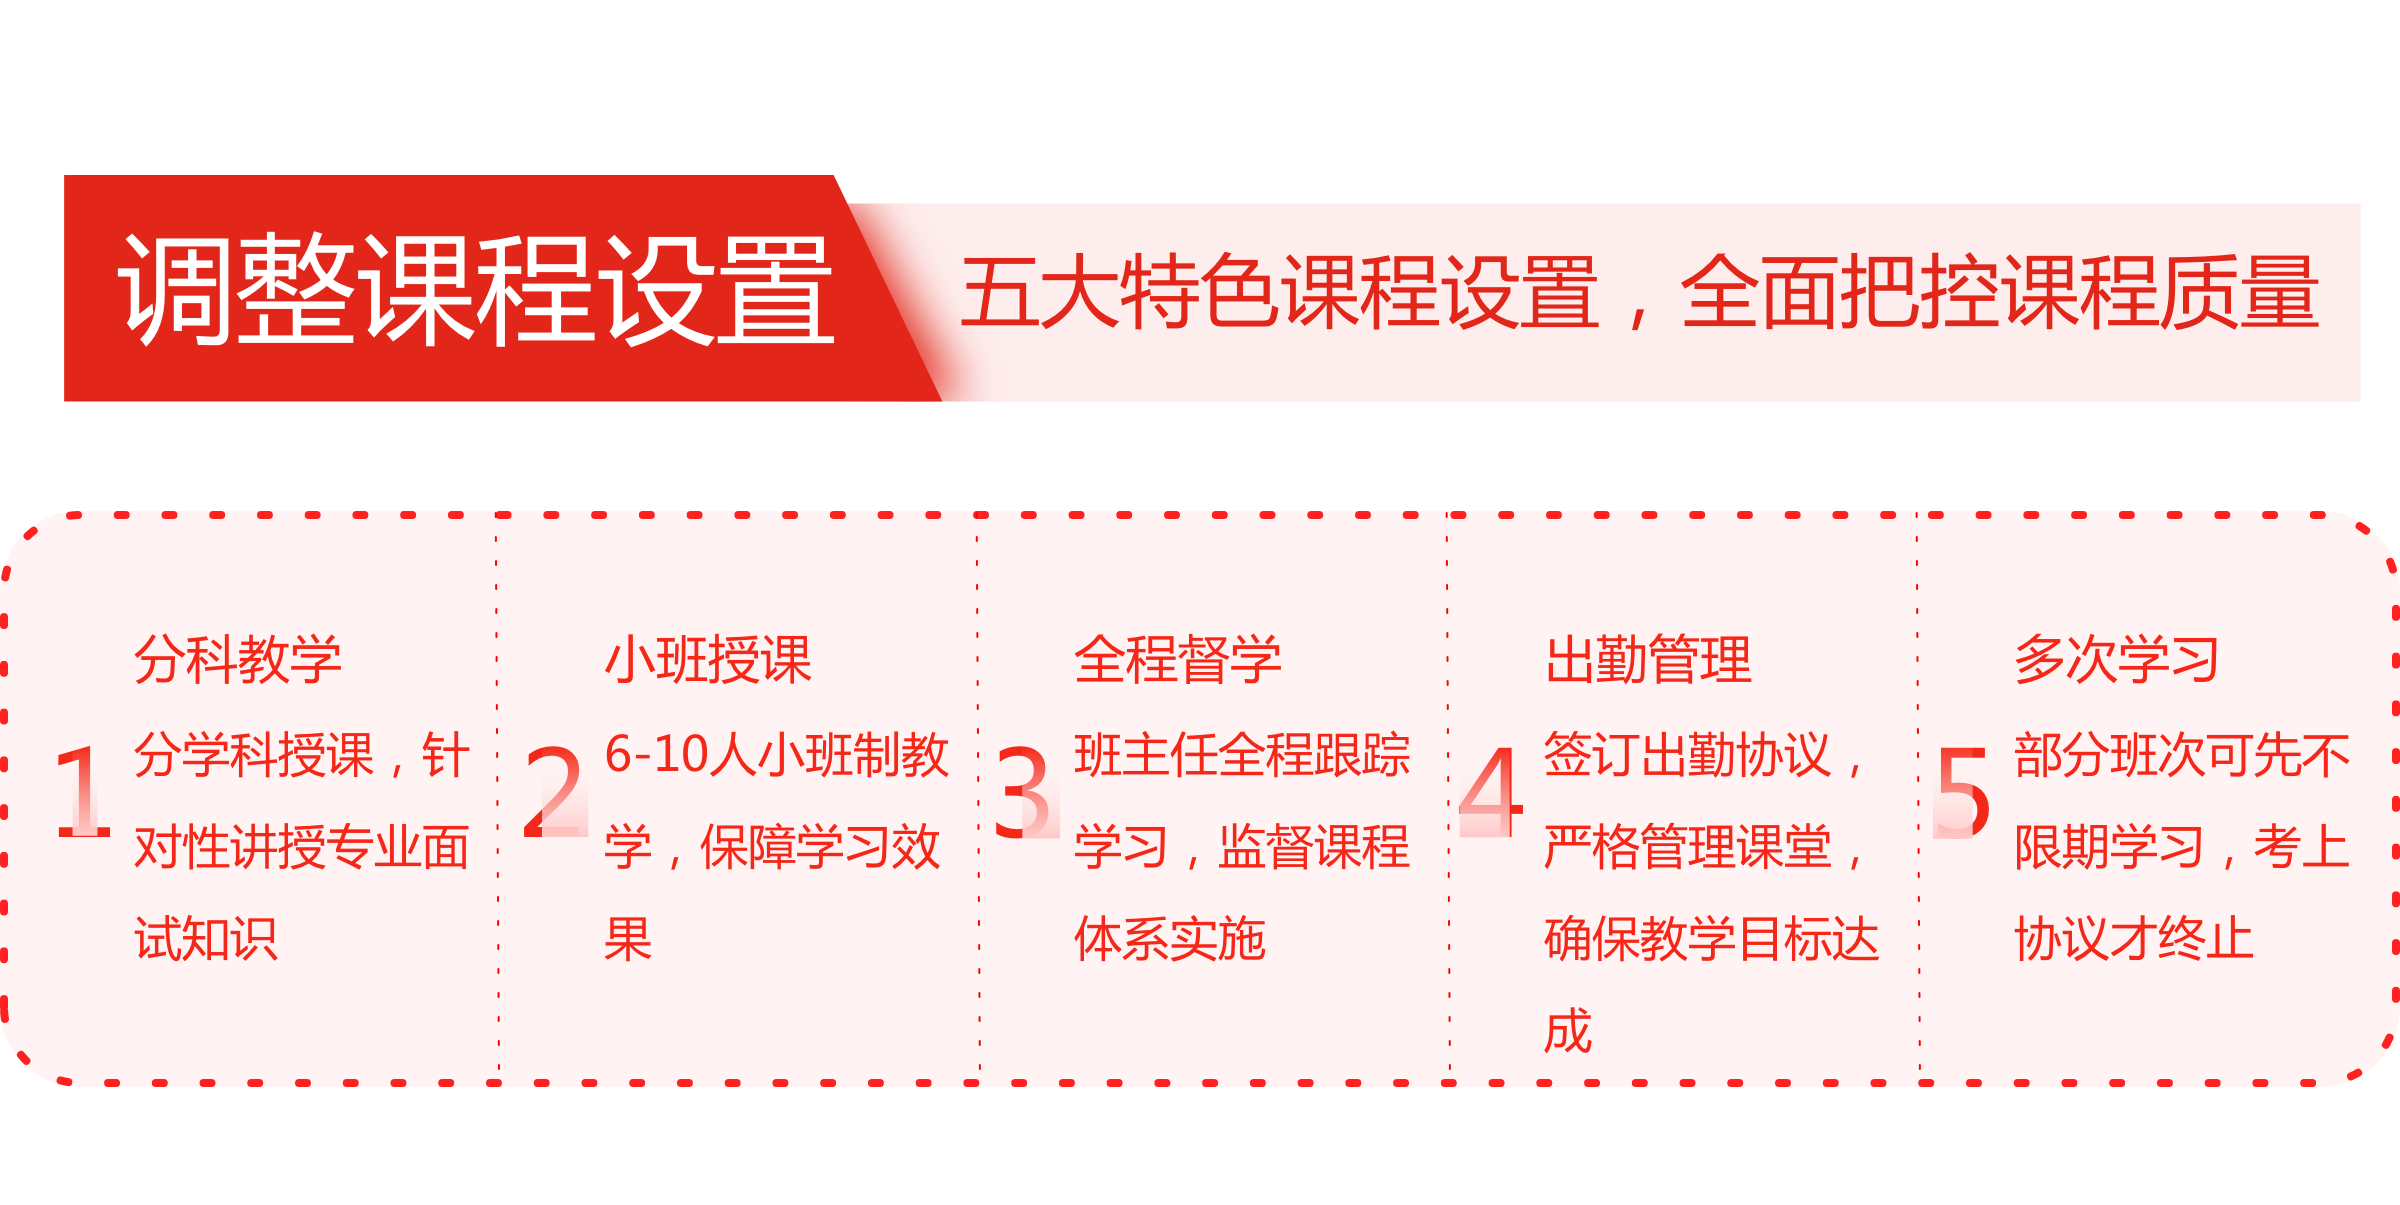 调整课程设置
五大特色课程设置，全面把控课程质量
1
分科教学
分学科授课，针
对性讲授专业面
试知识
2
小班授课
6-10人小班制教
学，保障学习效
果
3
全程督学
班主任全程跟踪
学习，监督课程
体系实施
4
出勤管理
签订出勤协议，
严格管理课堂，
确保教学目标达
成
5
多次学习
部分班次可先不
限期学习，考上
协议才终止